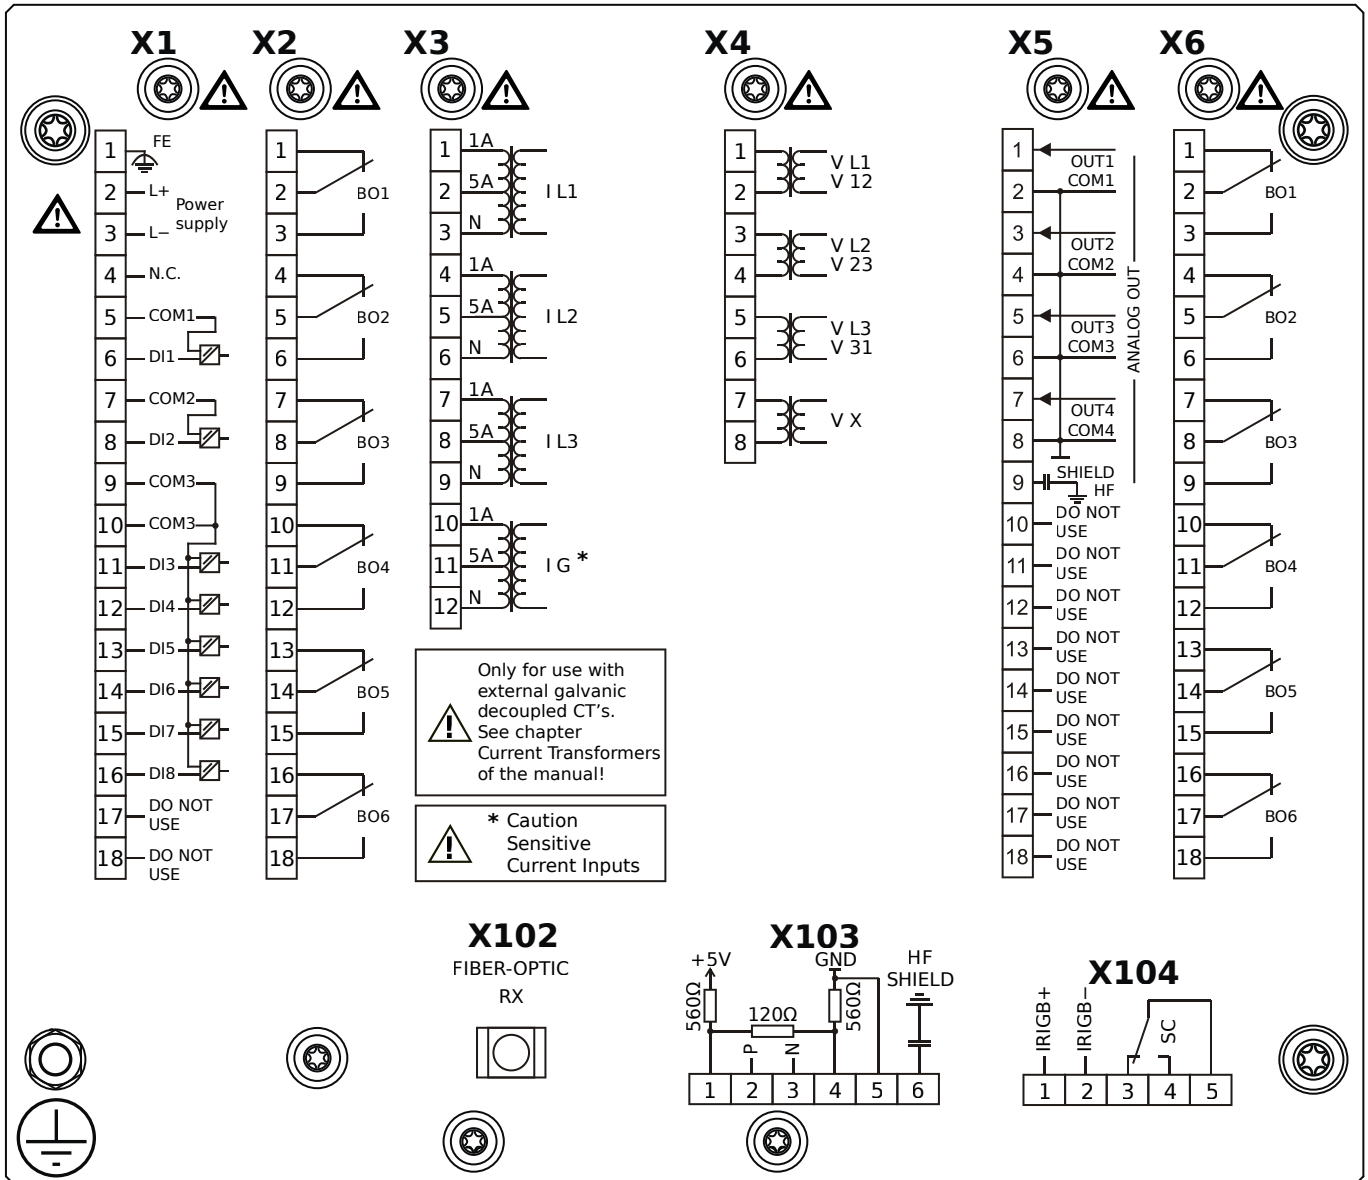 X1 X2 X3 X4 X5 X6
1 FE
2 L+
Power
supply
3 L−
4 N.C.
5 COM1
6 DI1
7 COM2
8 DI2
9 COM3
10 COM3
11 DI3
12 DI4
13 DI5
14 DI6
15 DI7
16 DI8
17 DO NOT
USE
18 DO NOT
USE
1
2 BO1
3
4
5 BO2
6
7
8 BO3
9
10
11 BO4
12
13
14 BO5
15
16
17 BO6
18
1 1A
2 5A I L1
3 N
4 1A
5 5A I L2
6 N
7 1A
8 5A I L3
9 N
10 1A
11 5A I G *
12 N
Only for use with
external galvanic
decoupled CT's.
See chapter
Current Transformers
of the manual!
* Caution
Sensitive
Current Inputs
1 V L1
2 V 12
3 V L2
4 V 23
5 V L3
6 V 31
7 V X
8
1 OUT1
2 COM1
3 OUT2
4 COM2
5 OUT3
6 COM3
7 OUT4
8 COM4
ANALOG OUT
9 SHIELD
HF
10 DO NOT
USE
11 DO NOT
USE
12 DO NOT
USE
13 DO NOT
USE
14 DO NOT
USE
15 DO NOT
USE
16 DO NOT
USE
17 DO NOT
USE
18 DO NOT
USE
1
2 BO1
3
4
5 BO2
6
7
8 BO3
9
10
11 BO4
12
13
14 BO5
15
16
17 BO6
18
X102
FIBER-OPTIC
RX
X103
+5V GND HF
SHIELD
560Ω 120Ω 560Ω
P N
1 2 3 4 5 6
X104
IRIGB+ IRIGB− SC
1 2 3 4 5